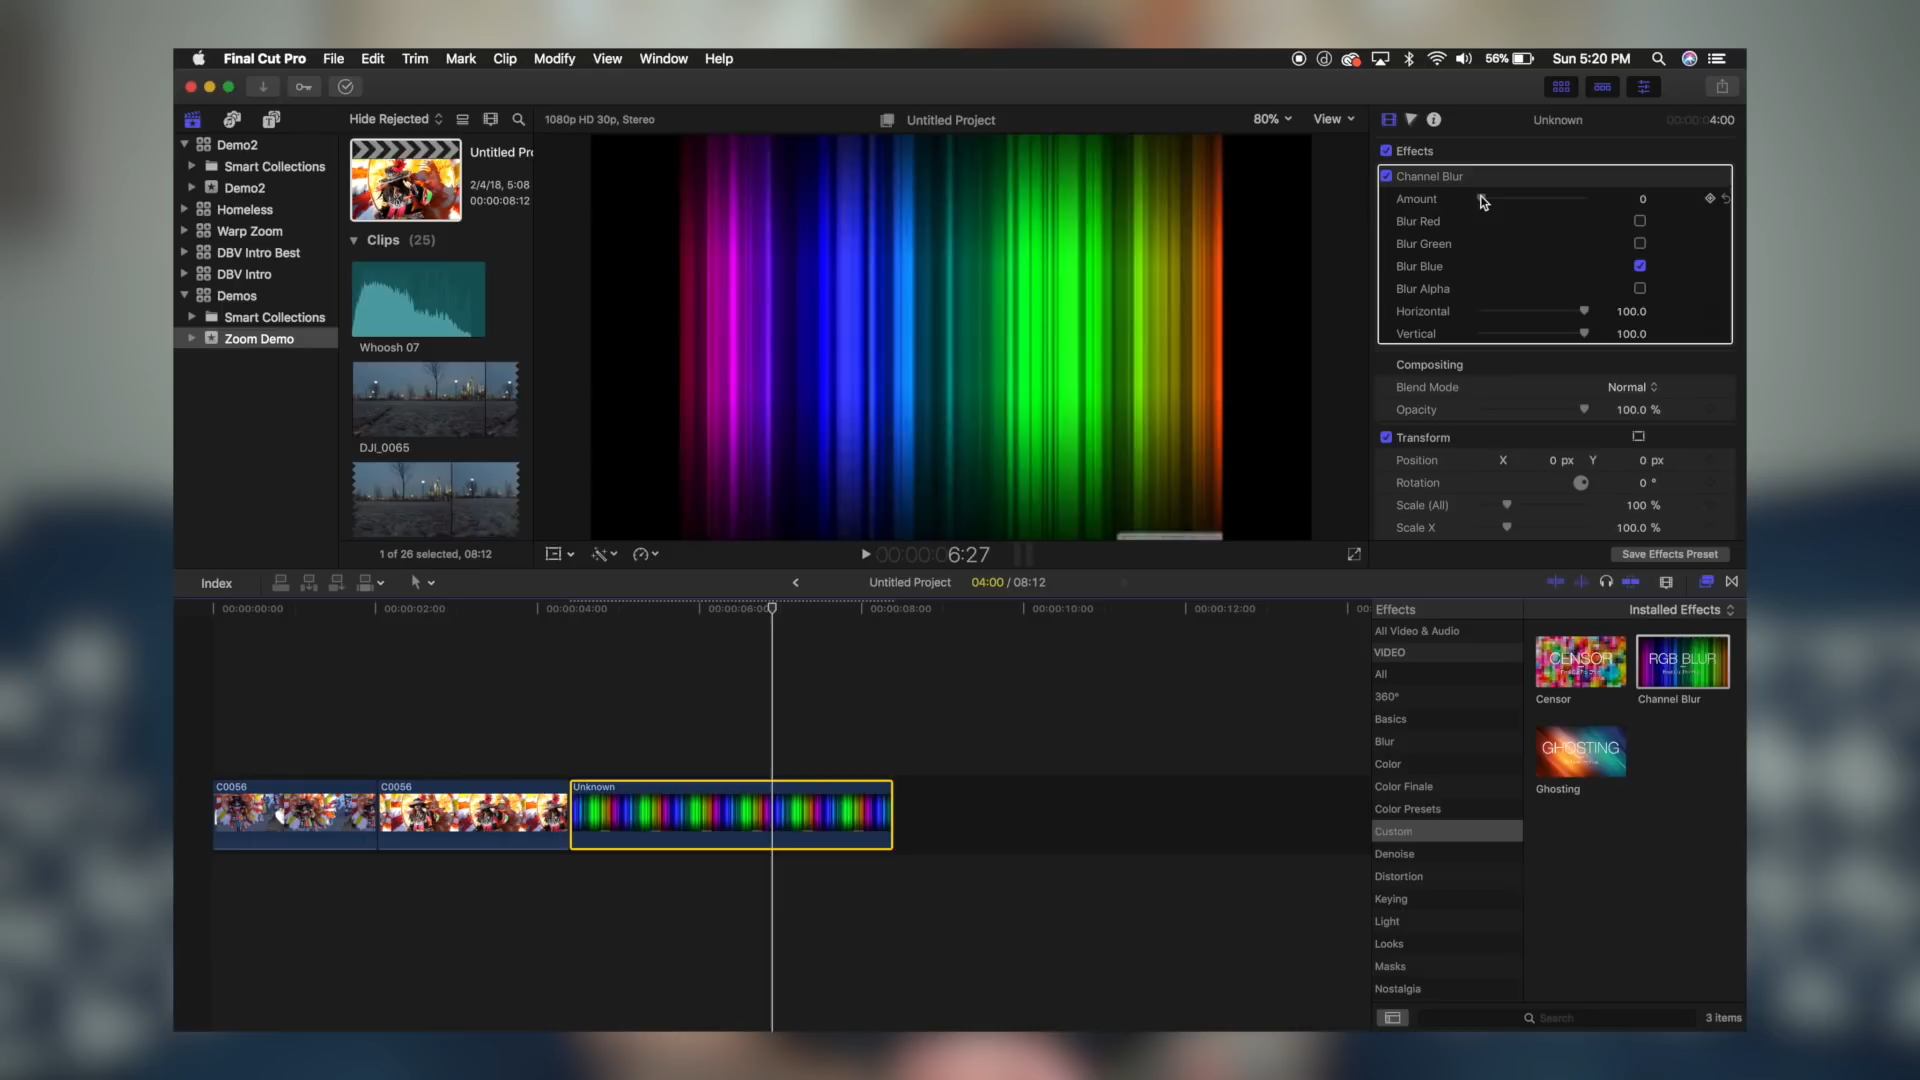 Final Cut Pro File Edit Trim Mark Clip Modify View Window Help
56% Sun 5:20 PM
Hide Rejected
1080p HD 30p, Stereo
Untitled Project
80% View
Unknown
4:00
Demo2
Smart Collections
Demo2
Homeless
Warp Zoom
DBV Intro Best
DBV Intro
Demos
Smart Collections
Zoom Demo
Untitled Pro
2/4/18, 5:08
00:00:08:12
Clips (25)
Whoosh 07
DJI_0065
1 of 26 selected, 08:12
00:00:06:27
Effects
Channel Blur
Amount 0
Blur Red
Blur Green
Blur Blue
Blur Alpha
Horizontal 100.0
Vertical 100.0
Compositing
Blend Mode Normal
Opacity 100.0 %
Transform
Position X 0 px Y 0 px
Rotation 0 °
Scale (All) 100 %
Scale X 100.0 %
Save Effects Preset
Index
Untitled Project 04:00 / 08:12
00:00:00:00 00:00:02:00 00:00:04:00 00:00:06:00 00:00:08:00 00:00:10:00 00:00:12:00 00:
C0056
C0056
Unknown
Effects
Installed Effects
All Video & Audio
VIDEO
All
360°
Basics
Blur
Color
Color Finale
Color Presets
Custom
Denoise
Distortion
Keying
Light
Looks
Masks
Nostalgia
CENSOR
Censor
RGB BLUR
Channel Blur
GHOSTING
Ghosting
Search
3 items